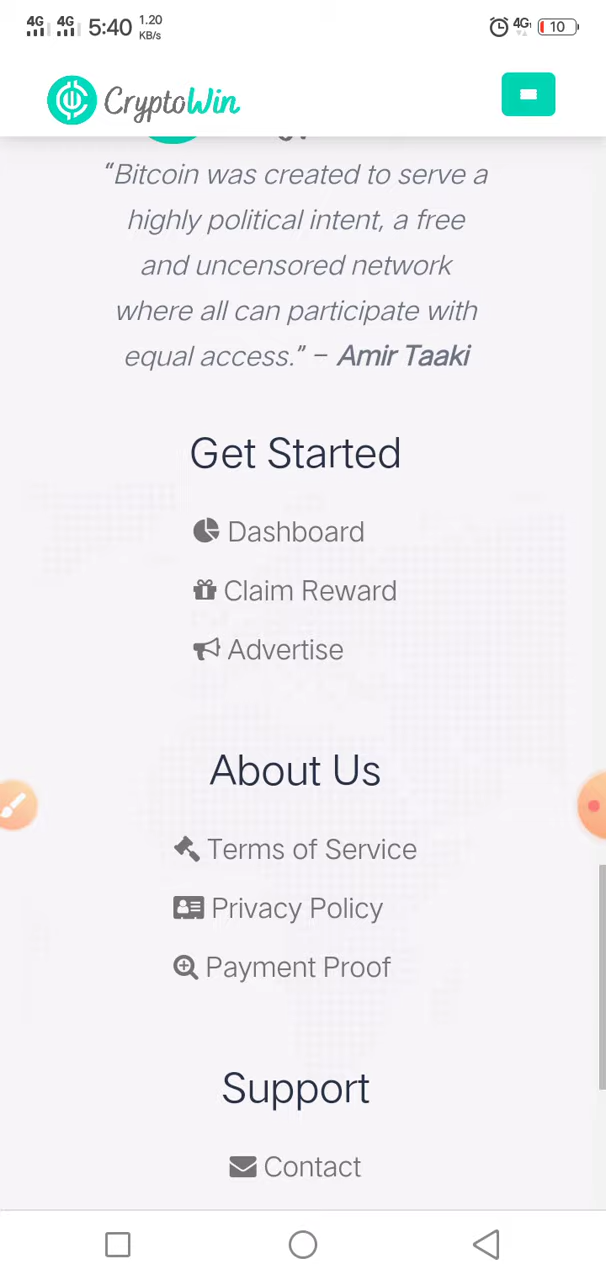 4G 4G 5:40 1.20 KB/s 4G 10
CryptoWin
“Bitcoin was created to serve a
highly political intent, a free
and uncensored network
where all can participate with
equal access.” – Amir Taaki
Get Started
Dashboard
Claim Reward
Advertise
About Us
Terms of Service
Privacy Policy
Payment Proof
Support
Contact